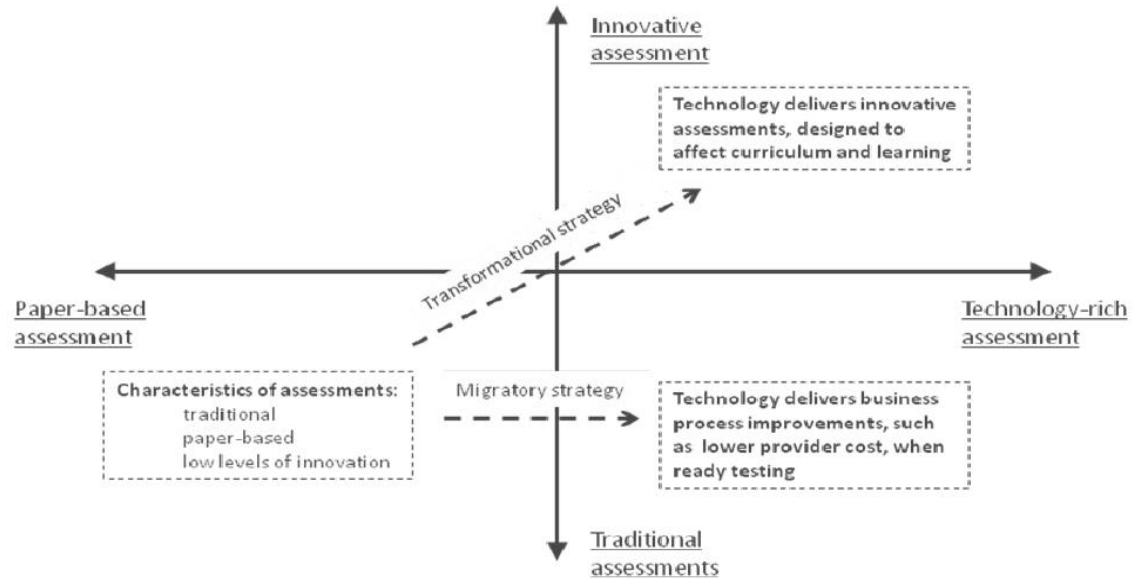 Innovative
assessment
Technology delivers innovative
assessments, designed to
affect curriculum and learning
Transformational strategy
Paper-based
assessment
Technology-rich
assessment
Characteristics of assessments:
traditional
paper-based
low levels of innovation
Migratory strategy
Technology delivers business
process improvements, such
as lower provider cost, when
ready testing
Traditional
assessments